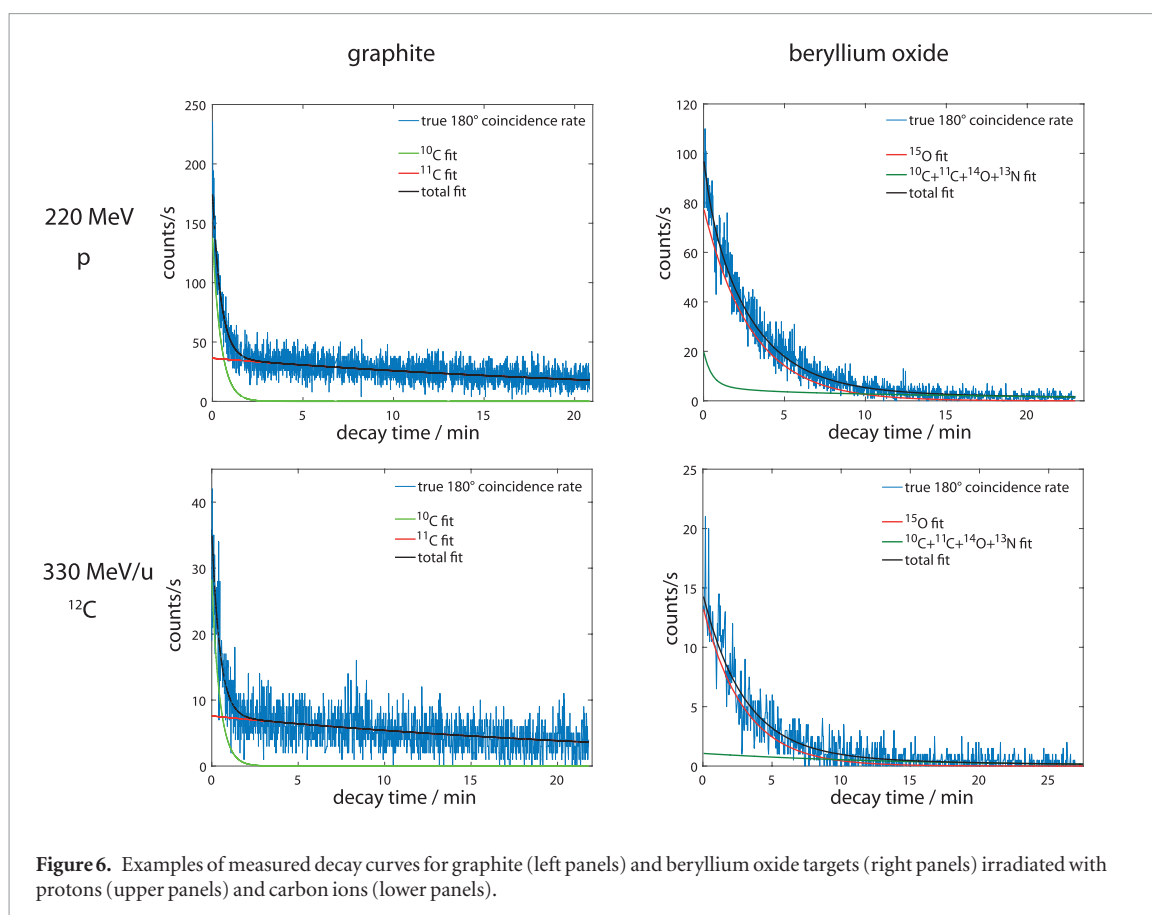 graphite
beryllium oxide
220 MeV
p
250
200
150
100
50
0
counts/s
true 180° coincidence rate
¹⁰C fit
¹¹C fit
total fit
0 5 10 15 20
decay time / min
120
100
80
60
40
20
0
counts/s
true 180° coincidence rate
¹⁵O fit
¹⁰C+¹¹C+¹⁴O+¹³N fit
total fit
0 5 10 15 20
decay time / min
330 MeV/u
¹²C
40
30
20
10
0
counts/s
true 180° coincidence rate
¹⁰C fit
¹¹C fit
total fit
0 5 10 15 20
decay time / min
25
20
15
10
5
0
counts/s
true 180° coincidence rate
¹⁵O fit
¹⁰C+¹¹C+¹⁴O+¹³N fit
total fit
0 5 10 15 20 25
decay time / min
Figure 6. Examples of measured decay curves for graphite (left panels) and beryllium oxide targets (right panels) irradiated with
protons (upper panels) and carbon ions (lower panels).